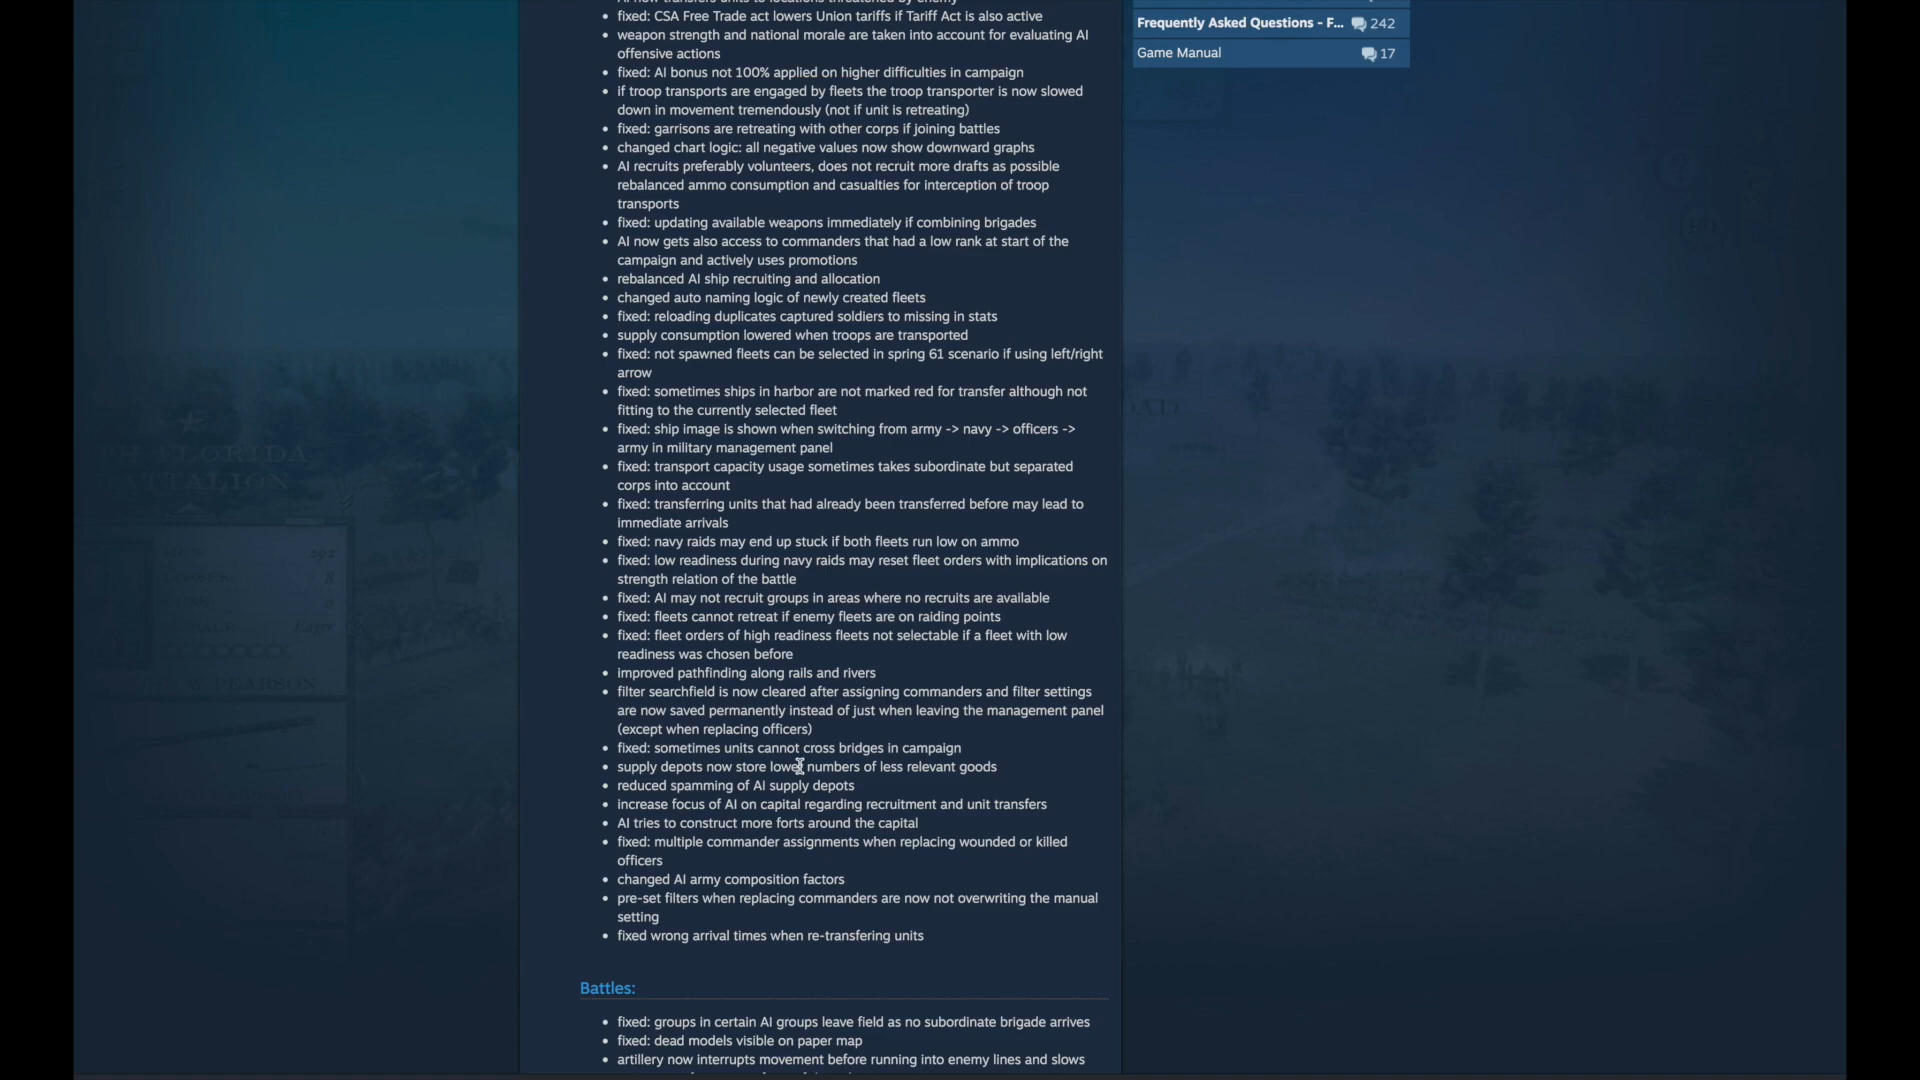 fixed: CSA Free Trade act lowers Union tariffs if Tariff Act is also active
weapon strength and national morale are taken into account for evaluating AI
offensive actions
fixed: AI bonus not 100% applied on higher difficulties in campaign
if troop transports are engaged by fleets the troop transporter is now slowed
down in movement tremendously (not if unit is retreating)
fixed: garrisons are retreating with other corps if joining battles
changed chart logic: all negative values now show downward graphs
AI recruits preferably volunteers, does not recruit more drafts as possible
rebalanced ammo consumption and casualties for interception of troop
transports
fixed: updating available weapons immediately if combining brigades
AI now gets also access to commanders that had a low rank at start of the
campaign and actively uses promotions
rebalanced AI ship recruiting and allocation
changed auto naming logic of newly created fleets
fixed: reloading duplicates captured soldiers to missing in stats
supply consumption lowered when troops are transported
fixed: not spawned fleets can be selected in spring 61 scenario if using left/right
arrow
fixed: sometimes ships in harbor are not marked red for transfer although not
fitting to the currently selected fleet
fixed: ship image is shown when switching from army -> navy -> officers ->
army in military management panel
fixed: transport capacity usage sometimes takes subordinate but separated
corps into account
fixed: transferring units that had already been transferred before may lead to
immediate arrivals
fixed: navy raids may end up stuck if both fleets run low on ammo
fixed: low readiness during navy raids may reset fleet orders with implications on
strength relation of the battle
fixed: AI may not recruit groups in areas where no recruits are available
fixed: fleets cannot retreat if enemy fleets are on raiding points
fixed: fleet orders of high readiness fleets not selectable if a fleet with low
readiness was chosen before
improved pathfinding along rails and rivers
filter searchfield is now cleared after assigning commanders and filter settings
are now saved permanently instead of just when leaving the management panel
(except when replacing officers)
fixed: sometimes units cannot cross bridges in campaign
supply depots now store lower numbers of less relevant goods
reduced spamming of AI supply depots
increase focus of AI on capital regarding recruitment and unit transfers
AI tries to construct more forts around the capital
fixed: multiple commander assignments when replacing wounded or killed
officers
changed AI army composition factors
pre-set filters when replacing commanders are now not overwriting the manual
setting
fixed wrong arrival times when re-transfering units
Battles:
fixed: groups in certain AI groups leave field as no subordinate brigade arrives
fixed: dead models visible on paper map
artillery now interrupts movement before running into enemy lines and slows
Frequently Asked Questions - F... 242
Game Manual 17
FLORIDA
BATTALION
292
8
0
PEARSON